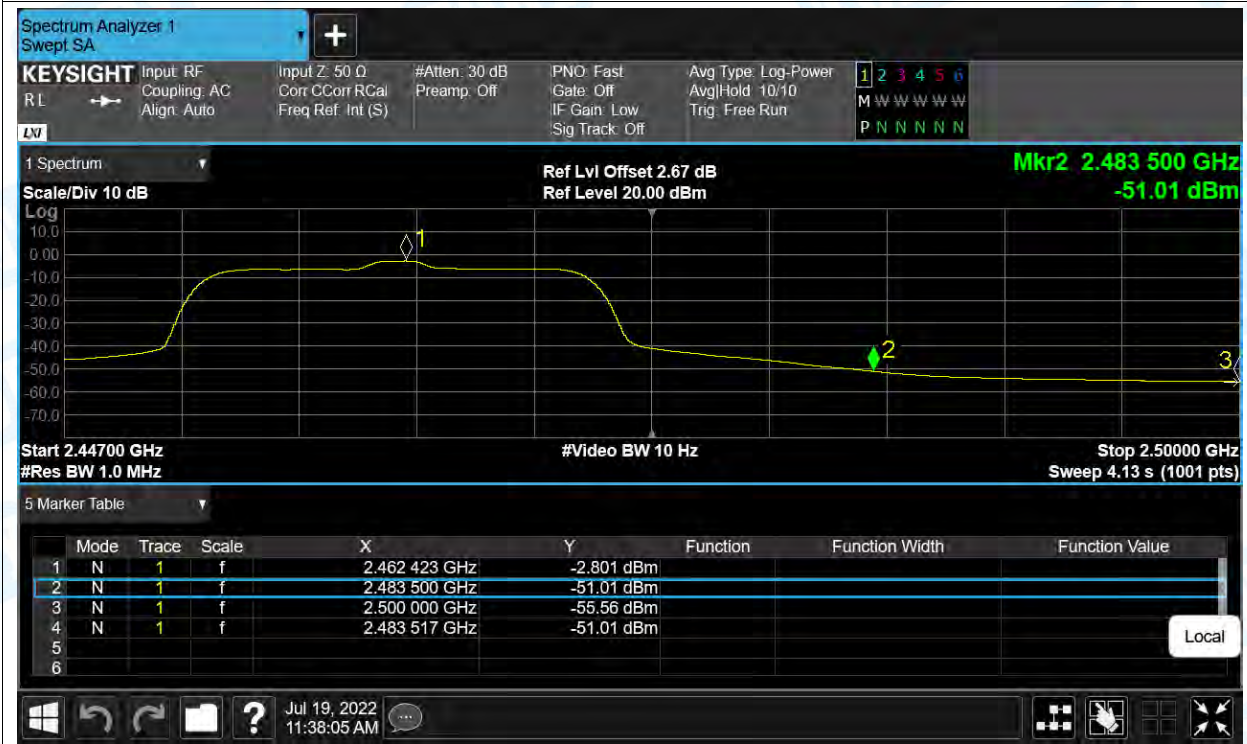 Spectrum Analyzer 1
Swept SA
+
KEYSIGHT Input: RF Input Z: 50 Ω #Atten: 30 dB PNO: Fast Avg Type: Log-Power 1 2 3 4 5 6
R L Coupling: AC Corr CCorr RCal Preamp: Off Gate: Off Avg|Hold: 10/10 M W W W W W
Align: Auto Freq Ref: Int (S) IF Gain: Low Trig: Free Run
LXI Sig Track: Off P N N N N N
1 Spectrum Ref Lvl Offset 2.67 dB Mkr2 2.483 500 GHz
Scale/Div 10 dB Ref Level 20.00 dBm -51.01 dBm
Log
10.0
0.00
-10.0
-20.0
-30.0
-40.0
-50.0
-60.0
-70.0
1
2
3
Start 2.44700 GHz #Video BW 10 Hz Stop 2.50000 GHz
#Res BW 1.0 MHz Sweep 4.13 s (1001 pts)
5 Marker Table
Mode Trace Scale X Y Function Function Width Function Value
1 N 1 f 2.462 423 GHz -2.801 dBm
2 N 1 f 2.483 500 GHz -51.01 dBm
3 N 1 f 2.500 000 GHz -55.56 dBm
4 N 1 f 2.483 517 GHz -51.01 dBm
5
6
Local
? Jul 19, 2022
11:38:05 AM